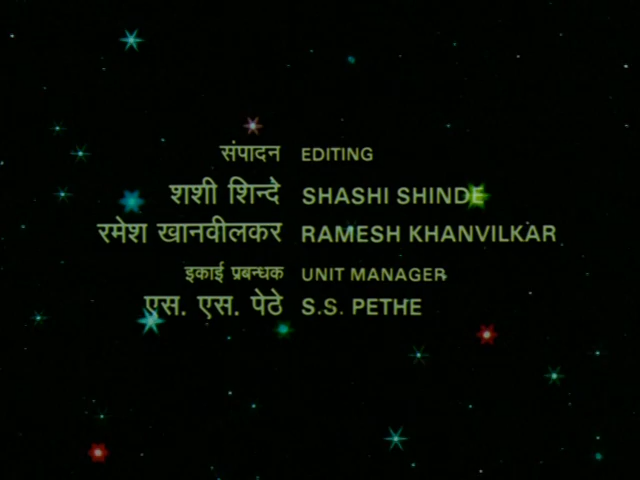 संपादन EDITING
शशी शिन्दे SHASHI SHINDE
रमेश खानवीलकर RAMESH KHANVILKAR
इकाई प्रबन्धक UNIT MANAGER
एस. एस. पेठे S.S. PETHE